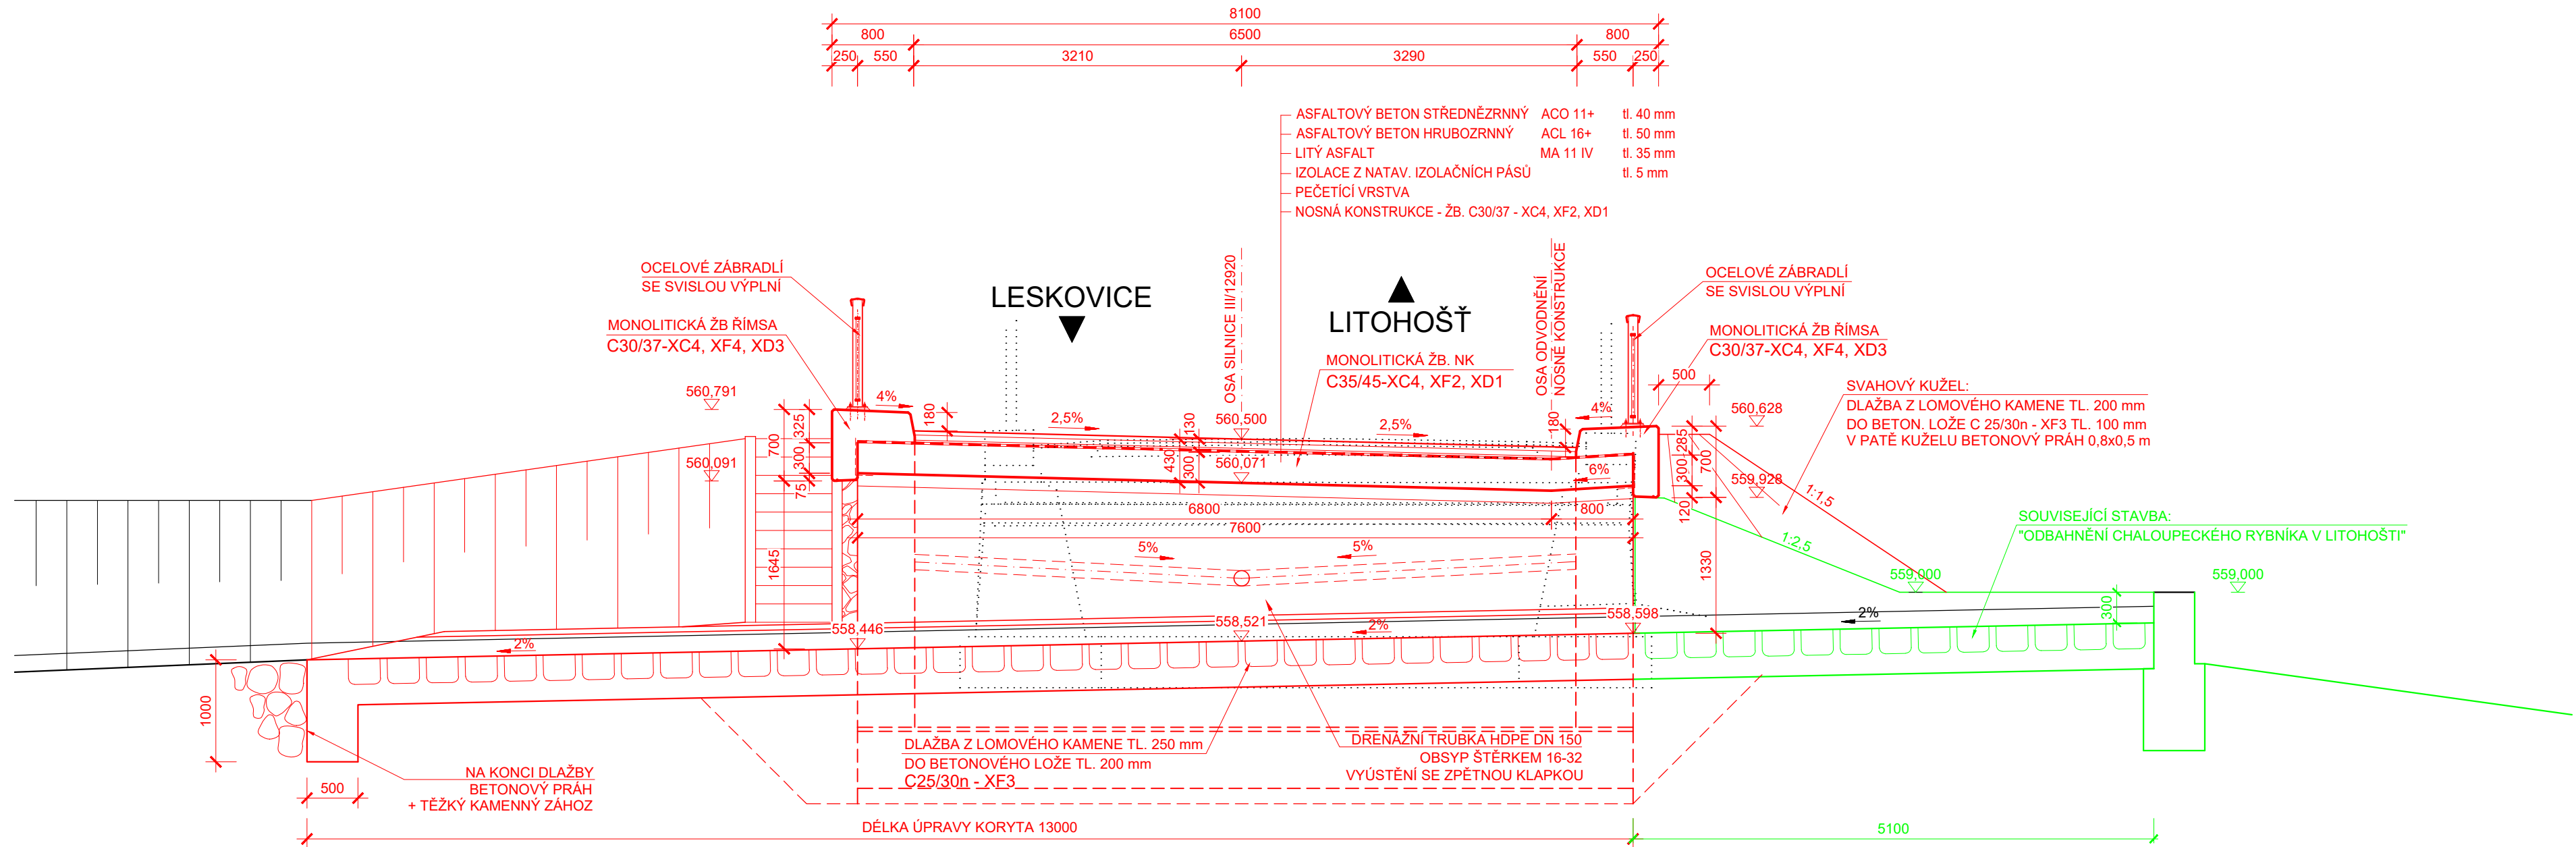 8100
800 6500 800
250 550 3210 3290 550 250
ASFALTOVÝ BETON STŘEDNĚZRNNÝ ACO 11+ tl. 40 mm
ASFALTOVÝ BETON HRUBOZRNNÝ ACL 16+ tl. 50 mm
LITÝ ASFALT MA 11 IV tl. 35 mm
IZOLACE Z NATAV. IZOLAČNÍCH PÁSŮ tl. 5 mm
PEČETÍCÍ VRSTVA
NOSNÁ KONSTRUKCE - ŽB. C30/37 - XC4, XF2, XD1
OCELOVÉ ZÁBRADLÍ
SE SVISLOU VÝPLNÍ
MONOLITICKÁ ŽB ŘÍMSA
C30/37-XC4, XF4, XD3
LESKOVICE
OSA SILNICE III/12920
LITOHOŠŤ
MONOLITICKÁ ŽB. NK
C35/45-XC4, XF2, XD1
OSA ODVODNĚNÍ
NOSNÉ KONSTRUKCE
OCELOVÉ ZÁBRADLÍ
SE SVISLOU VÝPLNÍ
MONOLITICKÁ ŽB ŘÍMSA
C30/37-XC4, XF4, XD3
500
SVAHOVÝ KUŽEL:
DLAŽBA Z LOMOVÉHO KAMENE TL. 200 mm
DO BETON. LOŽE C 25/30n - XF3 TL. 100 mm
V PATĚ KUŽELU BETONOVÝ PRÁH 0,8x0,5 m
560,791
560,091
700
325
300
75
1645
4%
180
2,5%
430
130
300
560,500
560,071
2,5%
180
4%
6%
560,628
559,928
285
300
120
700
1330
1:1,5
1:2,5
6800 800
7600
5% 5%
SOUVISEJÍCÍ STAVBA:
"ODBAHNĚNÍ CHALOUPECKÉHO RYBNÍKA V LITOHOŠTI"
559,000
559,000
300
2%
558,446
558,521
558,598
2%
2%
1000
500
NA KONCI DLAŽBY
BETONOVÝ PRÁH
+ TĚŽKÝ KAMENNÝ ZÁHOZ
DLAŽBA Z LOMOVÉHO KAMENE TL. 250 mm
DO BETONOVÉHO LOŽE TL. 200 mm
C25/30n - XF3
DRENÁŽNÍ TRUBKA HDPE DN 150
OBSYP ŠTĚRKEM 16-32
VYÚSTĚNÍ SE ZPĚTNOU KLAPKOU
DÉLKA ÚPRAVY KORYTA 13000
5100